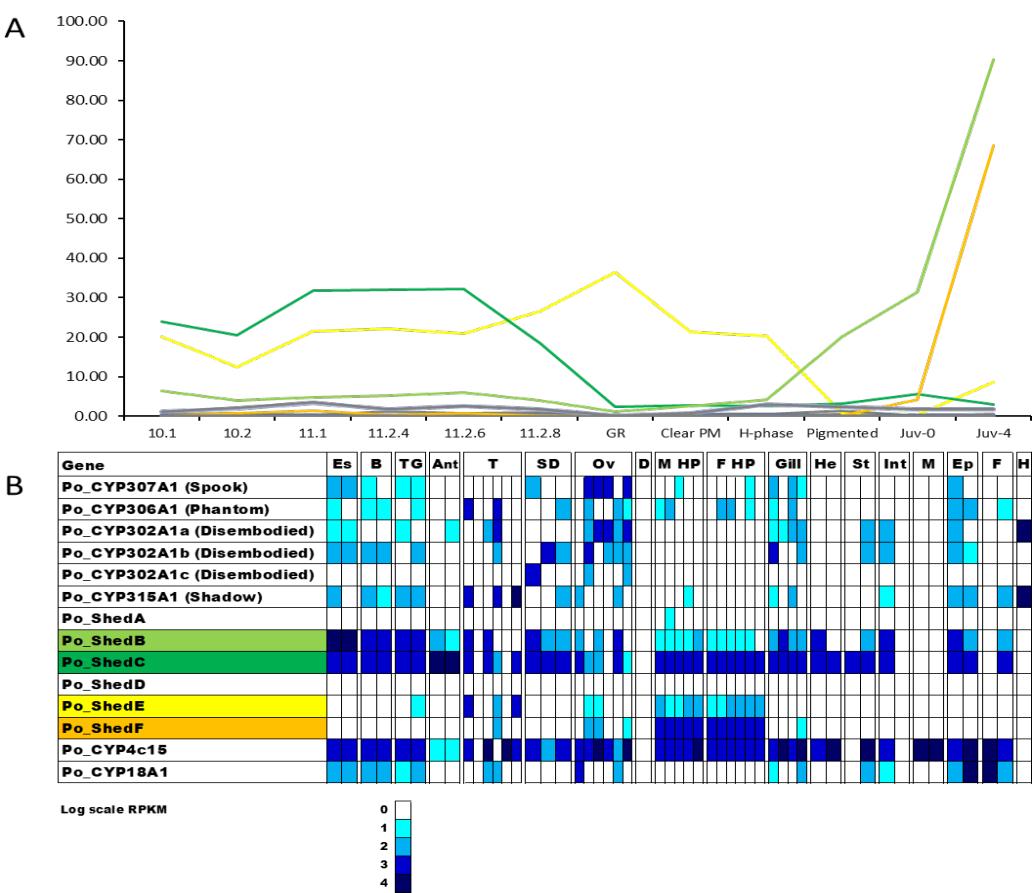 A
100.00
90.00
80.00
70.00
60.00
50.00
40.00
30.00
20.00
10.00
0.00
10.1 10.2 11.1 11.2.4 11.2.6 11.2.8 GR Clear PM H-phase Pigmented Juv-0 Juv-4
B
Gene Es B TG Ant T SD Ov D M HP F HP Gill He St Int M Ep F H
Po_CYP307A1 (Spook)
Po_CYP306A1 (Phantom)
Po_CYP302A1a (Disembodied)
Po_CYP302A1b (Disembodied)
Po_CYP302A1c (Disembodied)
Po_CYP315A1 (Shadow)
Po_ShedA
Po_ShedB
Po_ShedC
Po_ShedD
Po_ShedE
Po_ShedF
Po_CYP4c15
Po_CYP18A1
Log scale RPKM 0
1
2
3
4